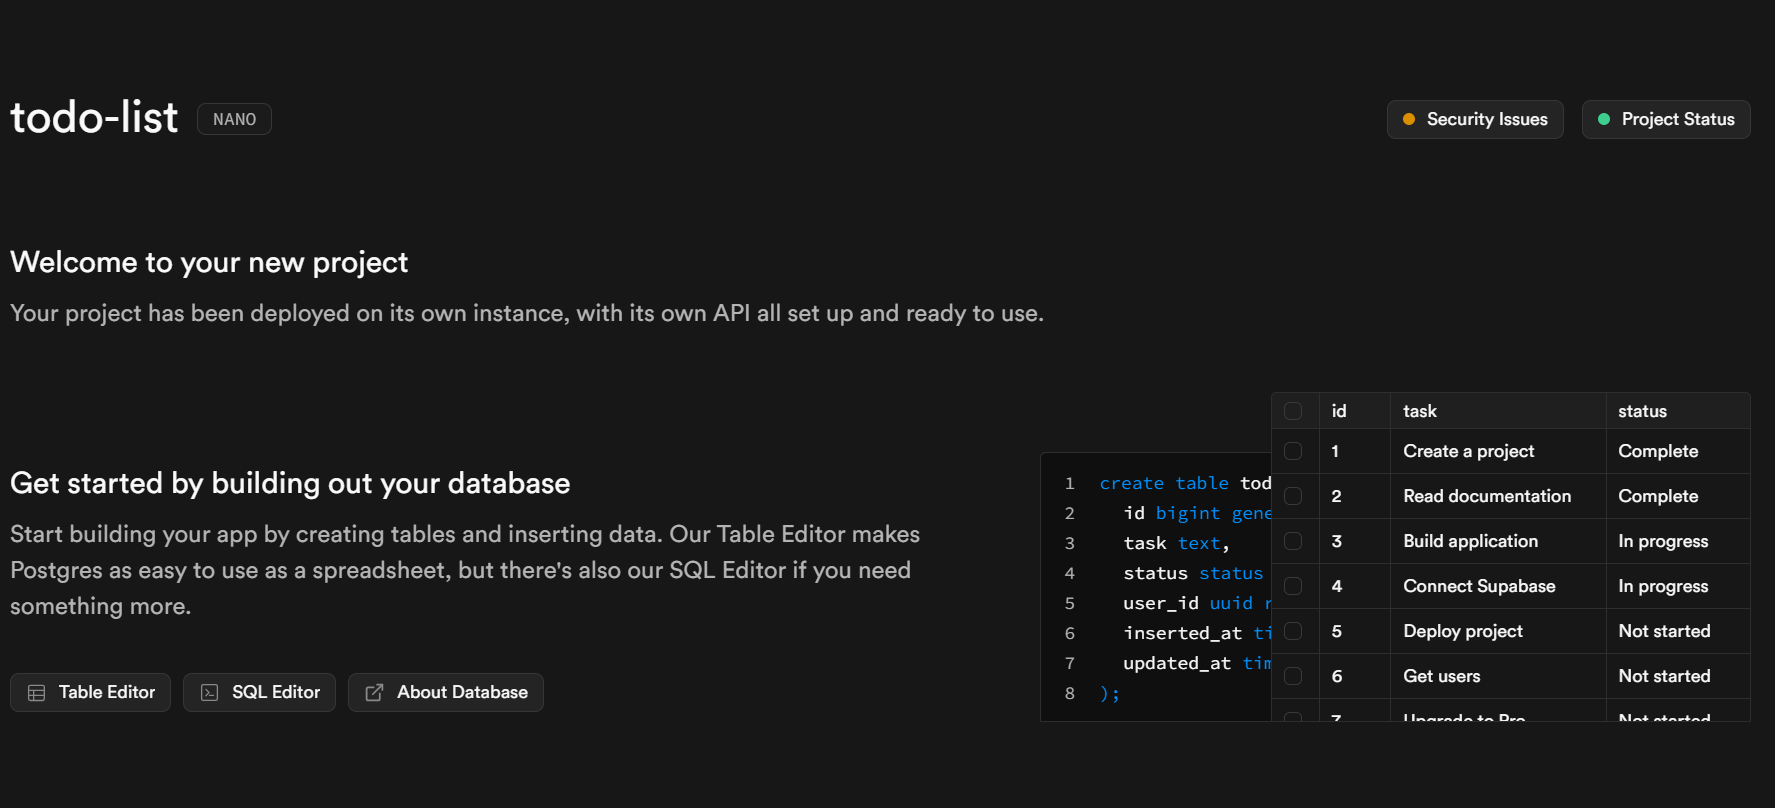 todo-list NANO
Security Issues
Project Status
Welcome to your new project
Your project has been deployed on its own instance, with its own API all set up and ready to use.
Get started by building out your database
Start building your app by creating tables and inserting data. Our Table Editor makes
Postgres as easy to use as a spreadsheet, but there's also our SQL Editor if you need
something more.
Table Editor
SQL Editor
About Database
1 create table tod
2 id bigint gene
3 task text,
4 status status
5 user_id uuid r
6 inserted_at ti
7 updated_at tim
8 );
id task status
1 Create a project Complete
2 Read documentation Complete
3 Build application In progress
4 Connect Supabase In progress
5 Deploy project Not started
6 Get users Not started
7 Upgrade to Pro Not started